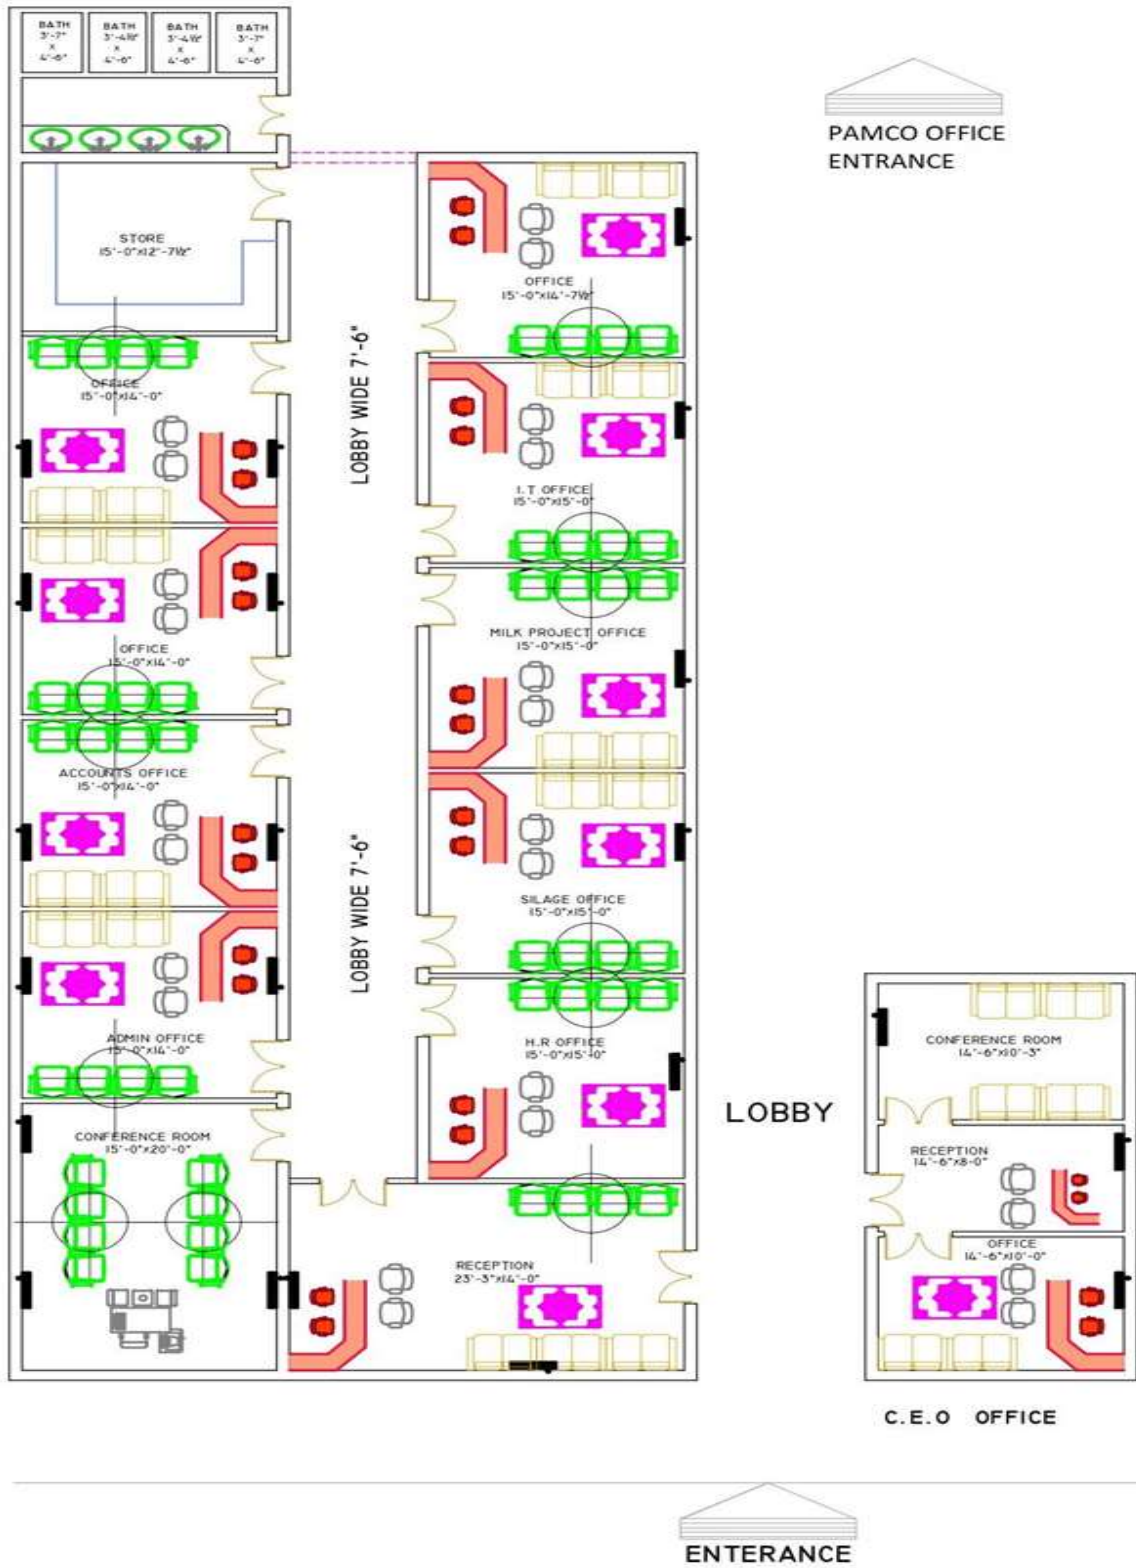 BATH
3'-7"
X
4'-6"
BATH
3'-4½"
X
4'-6"
BATH
3'-4½"
X
4'-6"
BATH
3'-7"
X
4'-6"
PAMCO OFFICE
ENTRANCE
STORE
15'-0"X12'-7½"
OFFICE
15'-0"X14'-7½"
LOBBY WIDE 7'-6"
OFFICE
15'-0"X14'-0"
I.T OFFICE
15'-0"X15'-0"
OFFICE
15'-0"X14'-0"
MILK PROJECT OFFICE
15'-0"X15'-0"
ACCOUNTS OFFICE
15'-0"X14'-0"
LOBBY WIDE 7'-6"
SILAGE OFFICE
15'-0"X15'-0"
ADMIN OFFICE
15'-0"X14'-0"
H.R OFFICE
15'-0"X15'-0"
CONFERENCE ROOM
14'-6"X10'-3"
LOBBY
CONFERENCE ROOM
15'-0"X20'-0"
RECEPTION
14'-6"X8'-0"
RECEPTION
23'-3"X14'-0"
OFFICE
14'-6"X10'-0"
C.E.O OFFICE
ENTERANCE